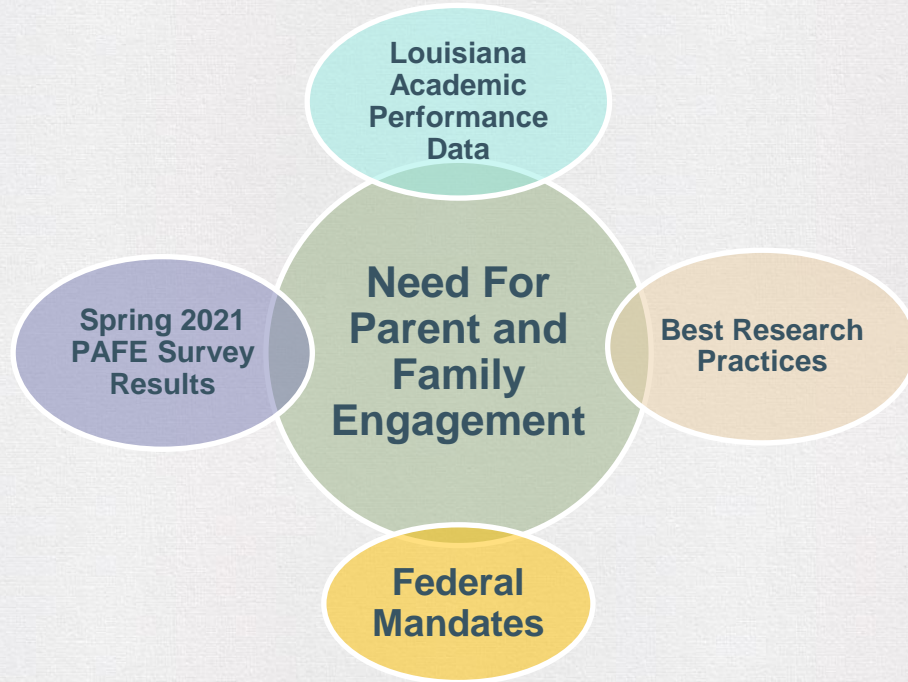 Louisiana
Academic
Performance
Data
Need For
Parent and
Family
Engagement
Spring 2021
PAFE Survey
Results
Best Research
Practices
Federal
Mandates